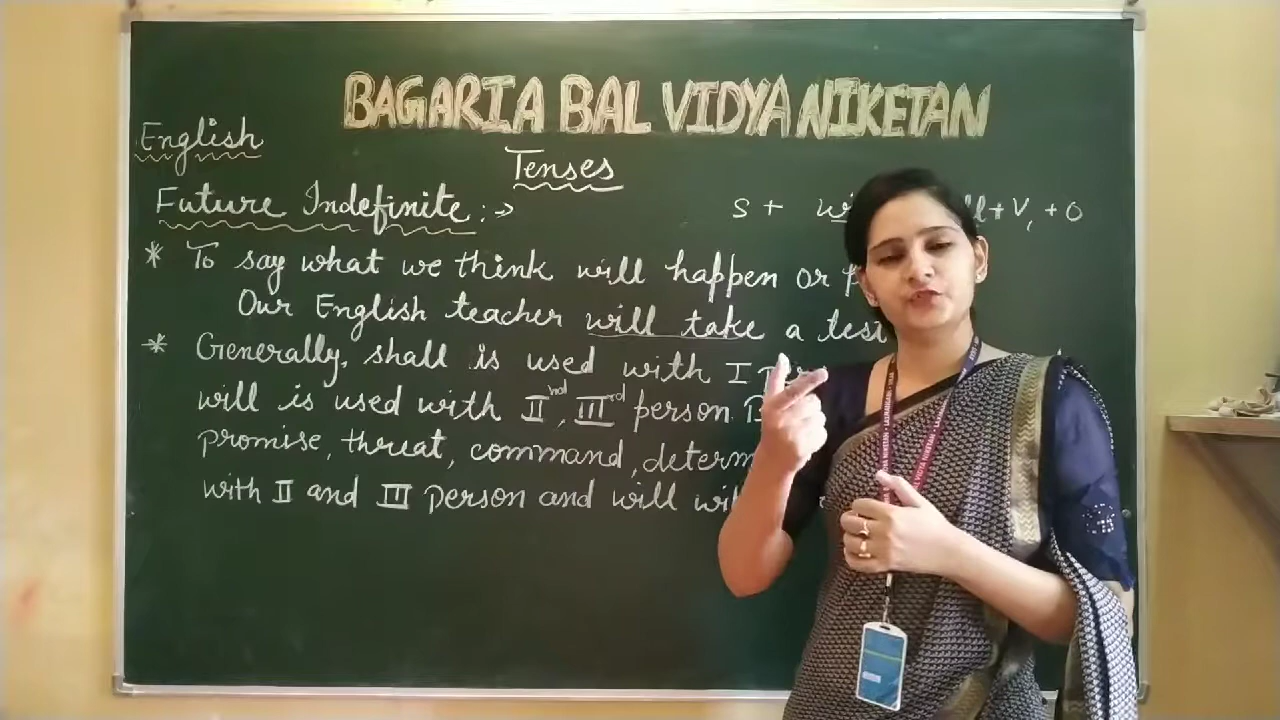 BAGARIA BAL VIDYA NIKETAN
English
Tenses
Future Indefinite :→
S + + V1 + O
* To say what we think will happen or
Our English teacher will take a test
* Generally, shall is used with I
will is used with IInd, IIIrd person
promise, threat, command,
with II and III person and will